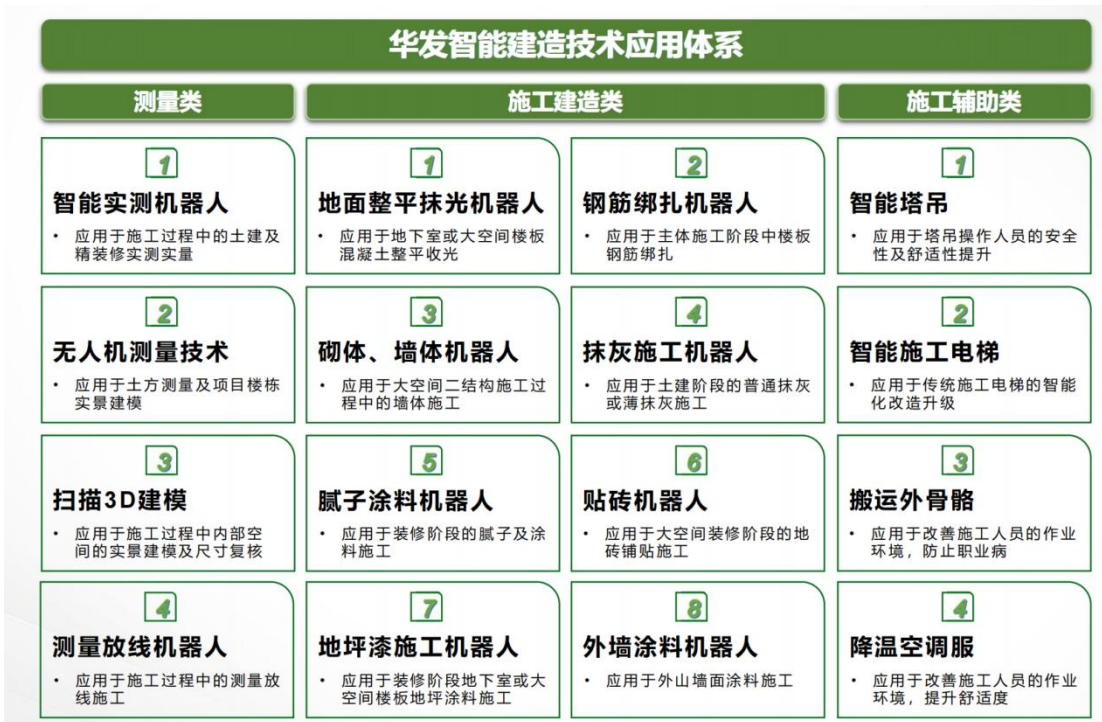 华发智能建造技术应用体系
测量类
施工建造类
施工辅助类
1
智能实测机器人
• 应用于施工过程中的土建及
精装修实测实量
1
地面整平抹光机器人
• 应用于地下室或大空间楼板
混凝土整平收光
2
钢筋绑扎机器人
• 应用于主体施工阶段中楼板
钢筋绑扎
1
智能塔吊
• 应用于塔吊操作人员的安全
性及舒适性提升
2
无人机测量技术
• 应用于土方测量及项目楼栋
实景建模
3
砌体、墙体机器人
• 应用于大空间二结构施工过
程中的墙体施工
4
抹灰施工机器人
• 应用于土建阶段的普通抹灰
或薄抹灰施工
2
智能施工电梯
• 应用于传统施工电梯的智能
化改造升级
3
扫描3D建模
• 应用于施工过程中内部空
间的实景建模及尺寸复核
5
腻子涂料机器人
• 应用于装修阶段的腻子及涂
料施工
6
贴砖机器人
• 应用于大空间装修阶段的地
砖铺贴施工
3
搬运外骨骼
• 应用于改善施工人员的作业
环境，防止职业病
4
测量放线机器人
• 应用于施工过程中的测量放
线施工
7
地坪漆施工机器人
• 应用于装修阶段地下室或大
空间楼板地坪涂料施工
8
外墙涂料机器人
• 应用于外山墙面涂料施工
4
降温空调服
• 应用于改善施工人员的作业
环境，提升舒适度